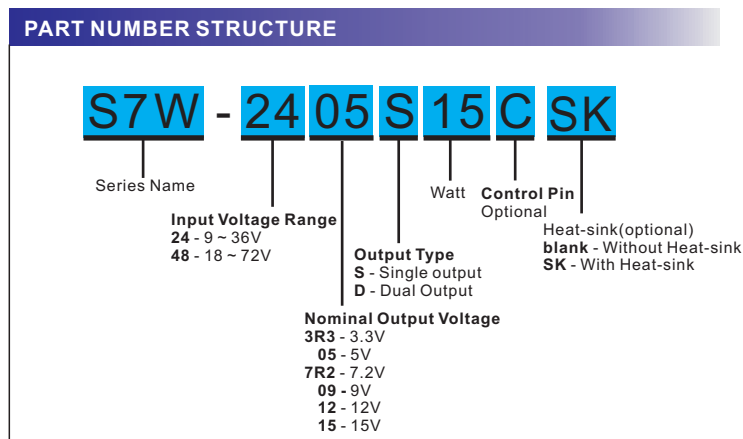 PART NUMBER STRUCTURE
S7W - 24 05 S 15 C SK
Series Name
Input Voltage Range
24 - 9 ~ 36V
48 - 18 ~ 72V
Nominal Output Voltage
3R3 - 3.3V
05 - 5V
7R2 - 7.2V
09 - 9V
12 - 12V
15 - 15V
Output Type
S - Single output
D - Dual Output
Watt
Control Pin
Optional
Heat-sink(optional)
blank - Without Heat-sink
SK - With Heat-sink